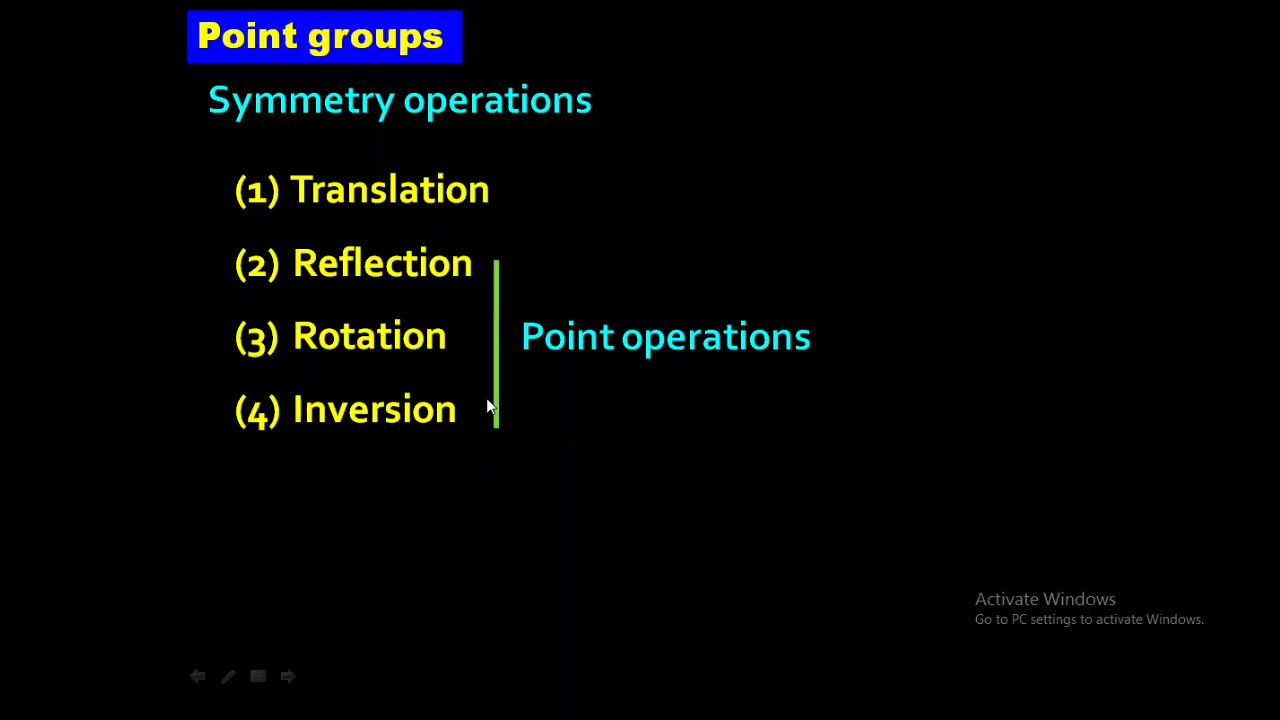 Point groups
Symmetry operations
(1) Translation
(2) Reflection
(3) Rotation
Point operations
(4) Inversion
Activate Windows
Go to PC settings to activate Windows.